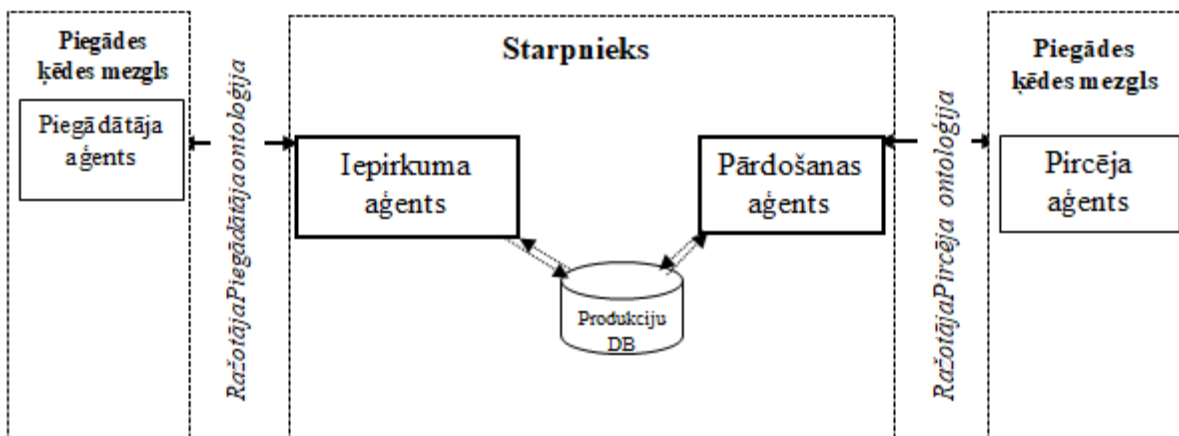 Piegādes
ķēdes mezgls
Piegādātāja
aģents
RažotājaPiegādātāja ontoloģija
Starpnieks
Iepirkuma
aģents
Pārdošanas
aģents
Produkciju
DB
RažotājaPircēja ontoloģija
Piegādes
ķēdes mezgls
Pircēja
aģents